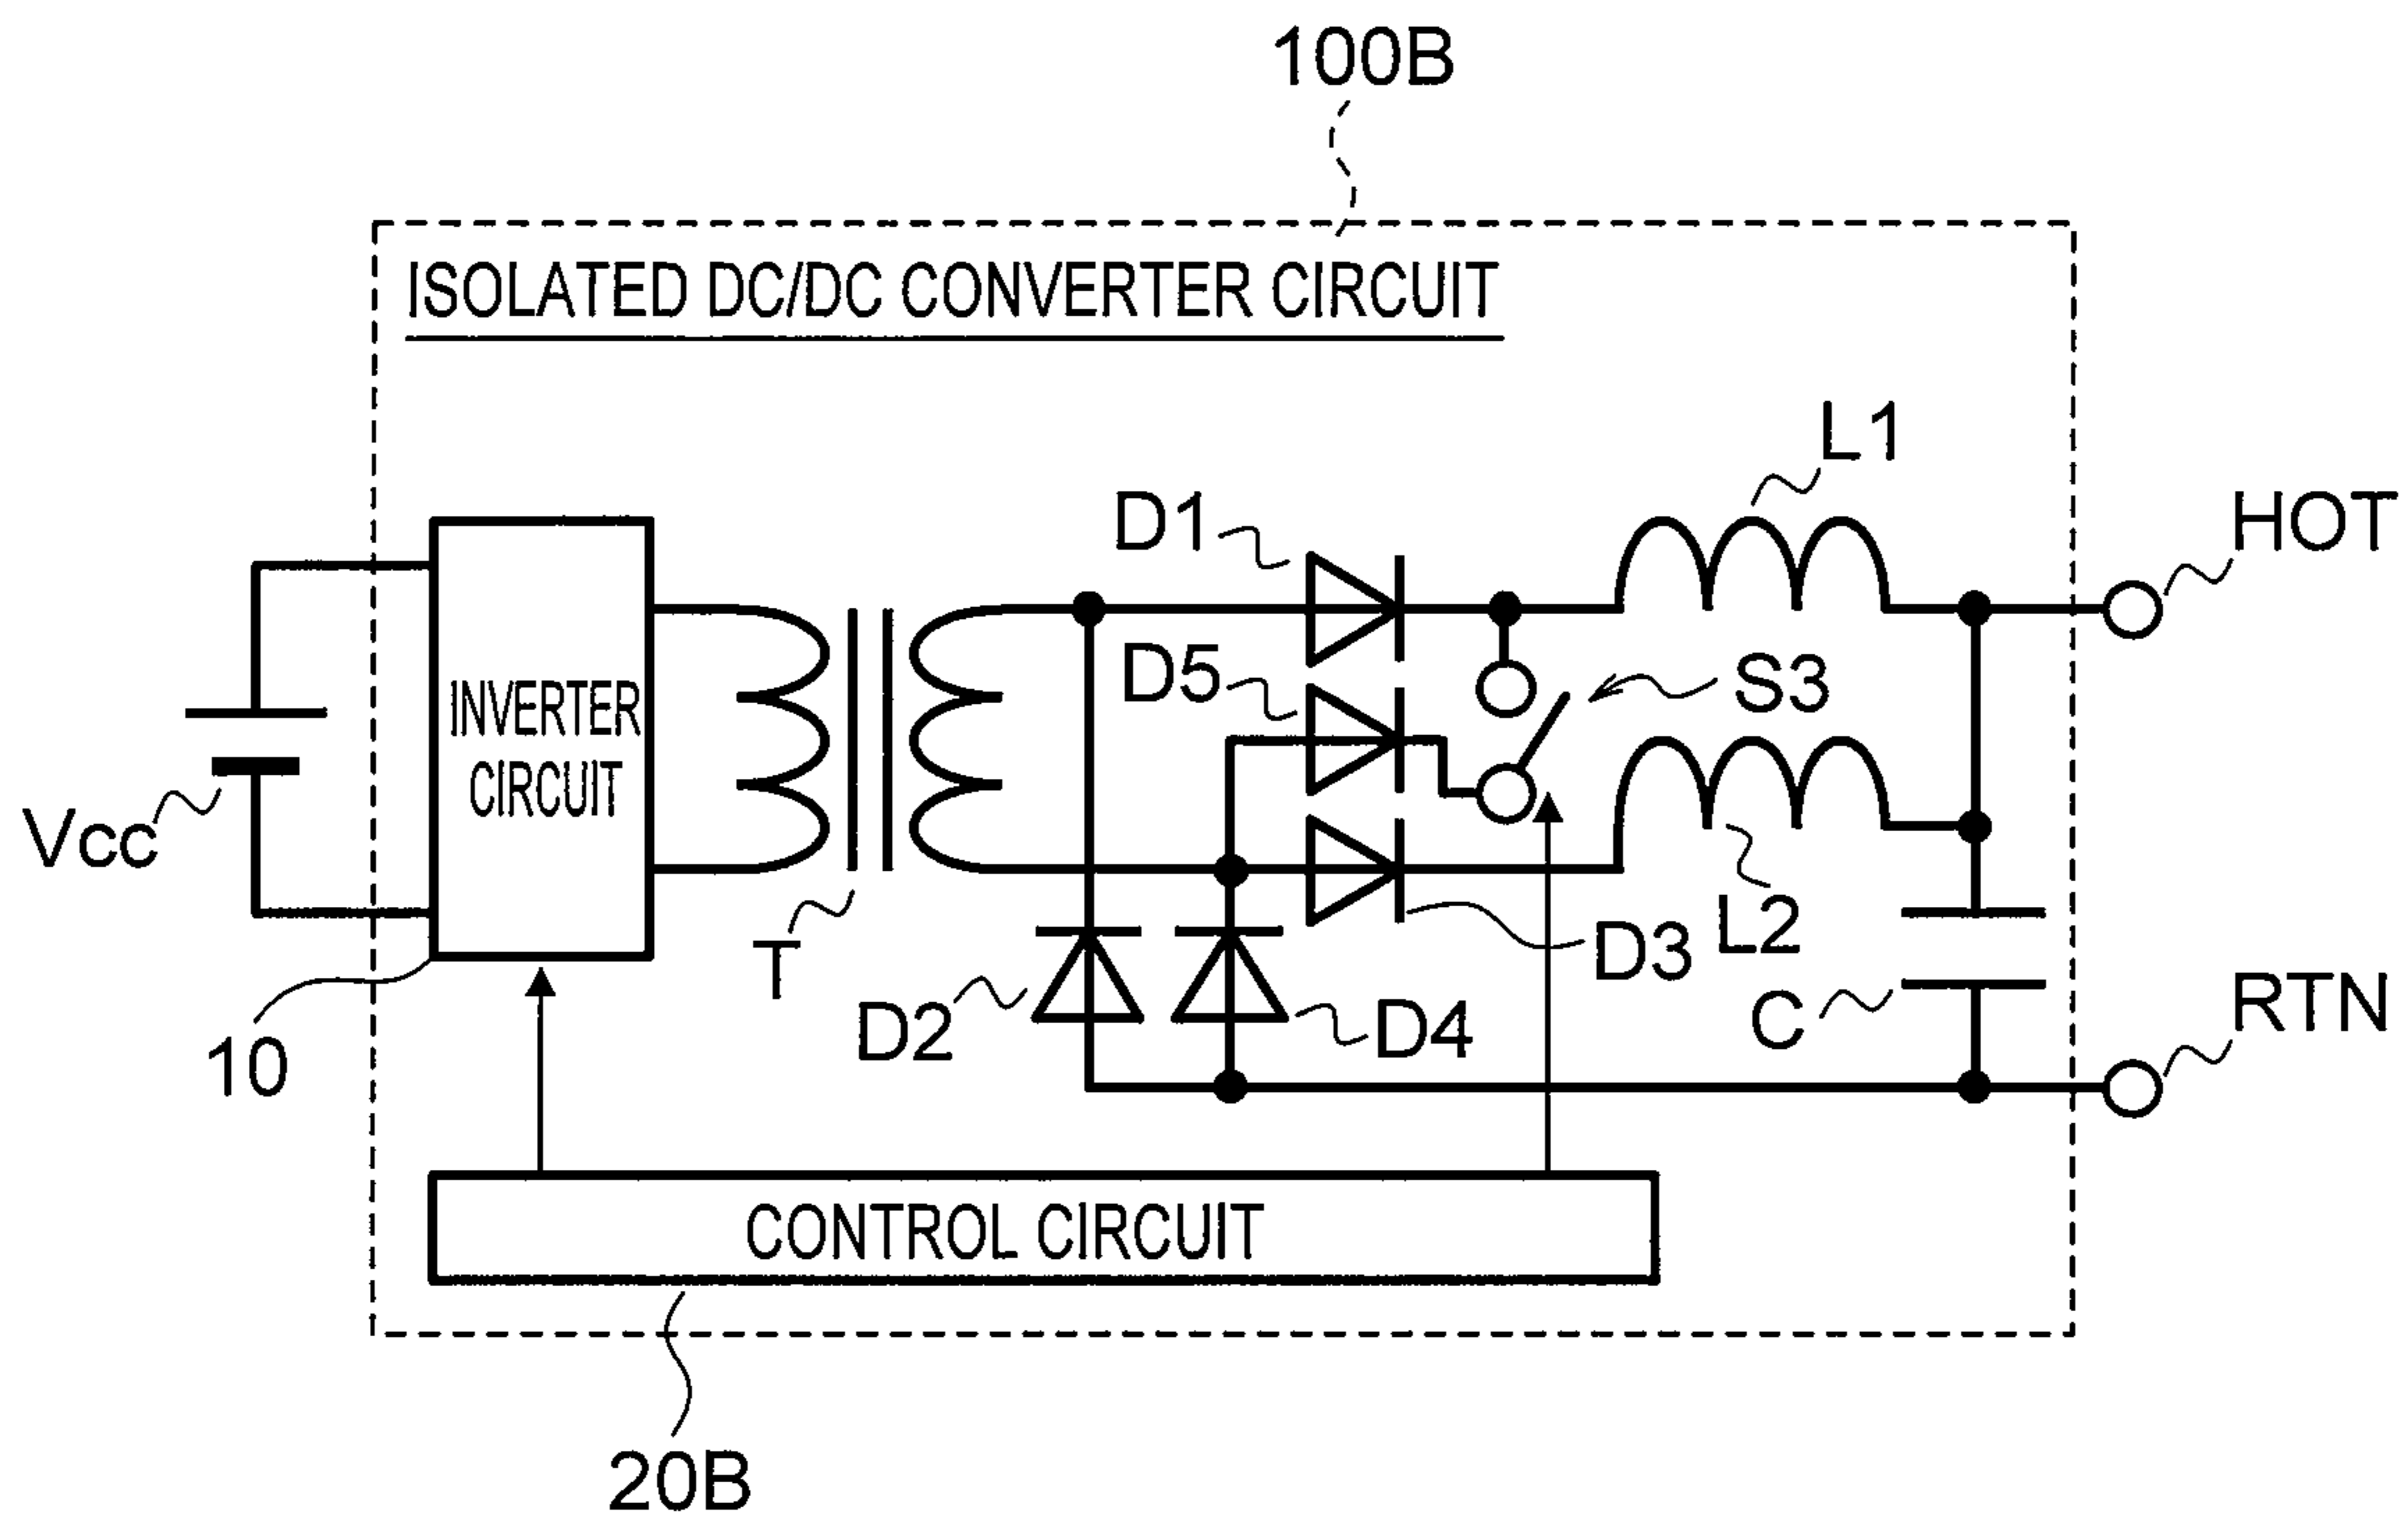 100B
ISOLATED DC/DC CONVERTER CIRCUIT
L1
D1
HOT
D5
S3
INVERTER
CIRCUIT
Vcc
T
D3
L2
D2
D4
C
RTN
10
CONTROL CIRCUIT
20B